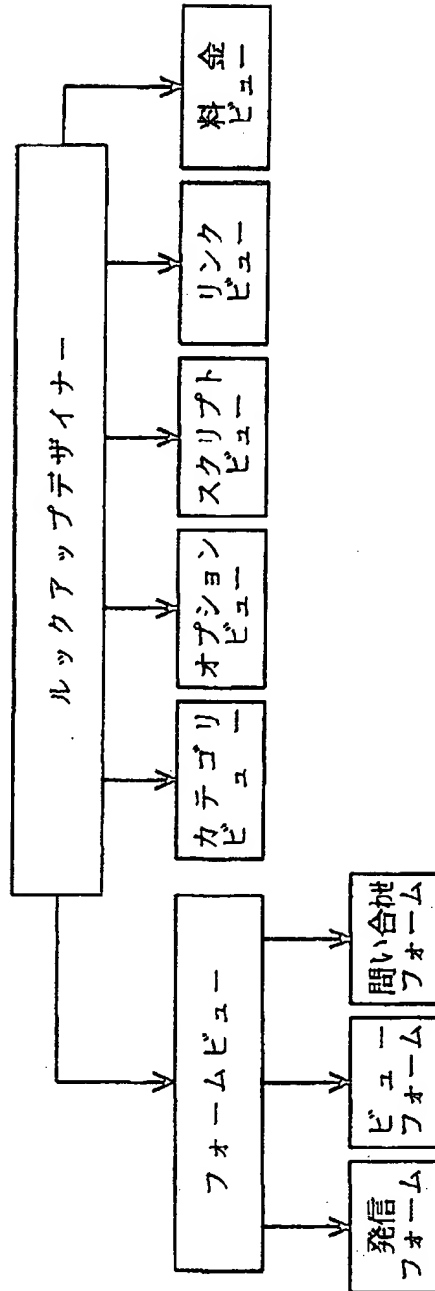 ルックアップデザイナー
フォームビュー
カテゴリ
ビュー
オプション
ビュー
スクリプト
ビュー
リンク
ビュー
料金
ビュー
発信
フォーム
ビュー
フォーム
問い合わせ
フォーム